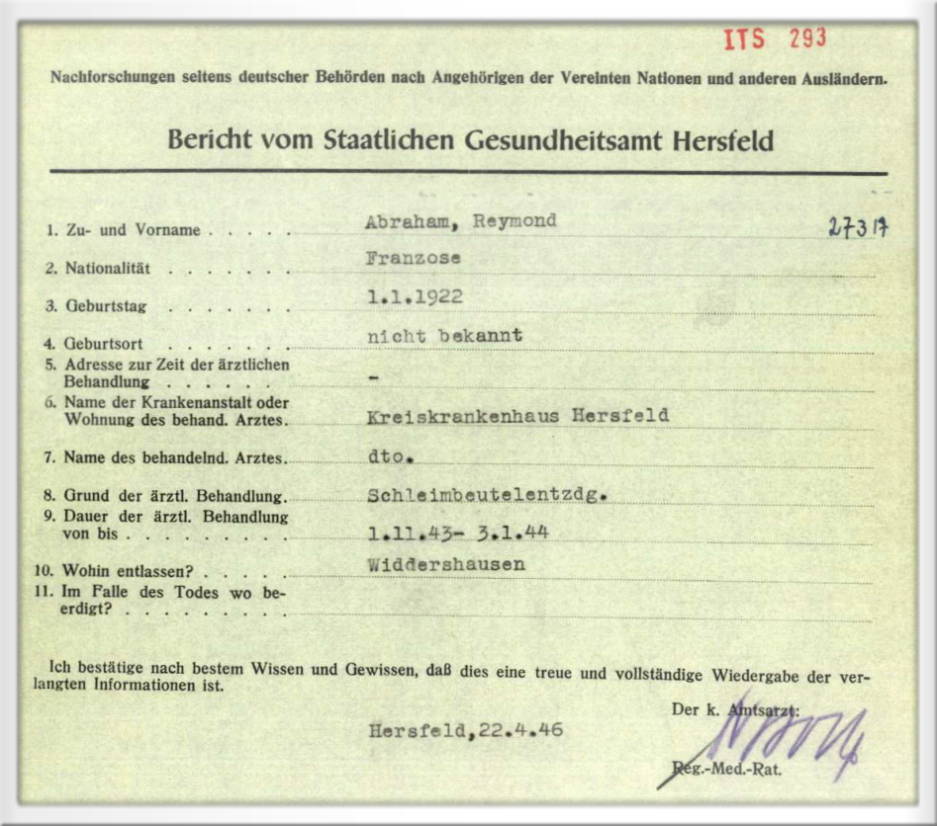 ITS 293
Nachforschungen seitens deutscher Behörden nach Angehörigen der Vereinten Nationen und anderen Ausländern.
Bericht vom Staatlichen Gesundheitsamt Hersfeld
1. Zu- und Vorname . . . . . Abraham, Reymond 27317
2. Nationalität . . . . . . . Franzose
3. Geburtstag . . . . . . . 1.1.1922
4. Geburtsort . . . . . . . nicht bekannt
5. Adresse zur Zeit der ärztlichen
Behandlung . . . . . . -
6. Name der Krankenanstalt oder
Wohnung des behand. Arztes. Kreiskrankenhaus Hersfeld
7. Name des behandelnd. Arztes. dto.
8. Grund der ärztl. Behandlung. Schleimbeutelentzdg.
9. Dauer der ärztl. Behandlung
von bis . . . . . . . . . 1.11.43- 3.1.44
10. Wohin entlassen? . . . . . Widdershausen
11. Im Falle des Todes wo be-
erdigt? . . . . . . . . .
Ich bestätige nach bestem Wissen und Gewissen, daß dies eine treue und vollständige Wiedergabe der ver-
langten Informationen ist.
Der k. Amtsarzt:
Hersfeld,22.4.46
Reg.-Med.-Rat.